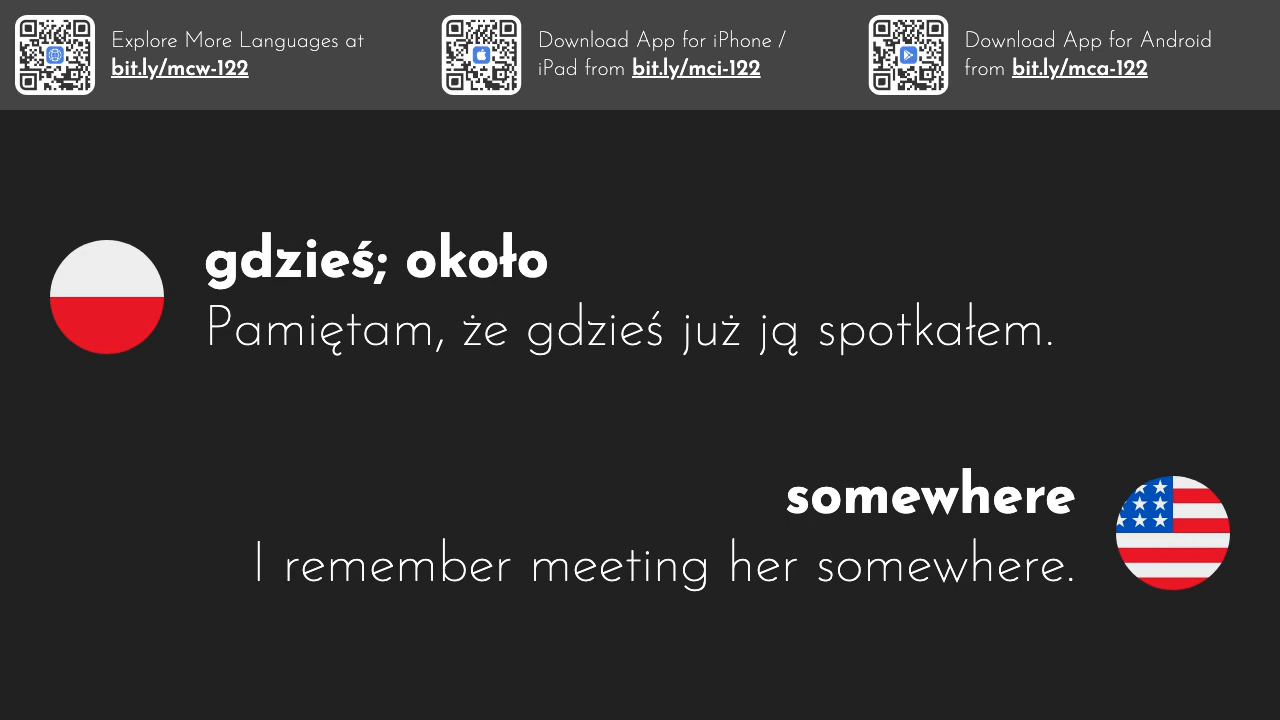 Explore More Languages at
bit.ly/mcw-122
Download App for iPhone /
iPad from bit.ly/mci-122
Download App for Android
from bit.ly/mca-122
gdzieś; około
Pamiętam, że gdzieś już ją spotkałem.
somewhere
I remember meeting her somewhere.